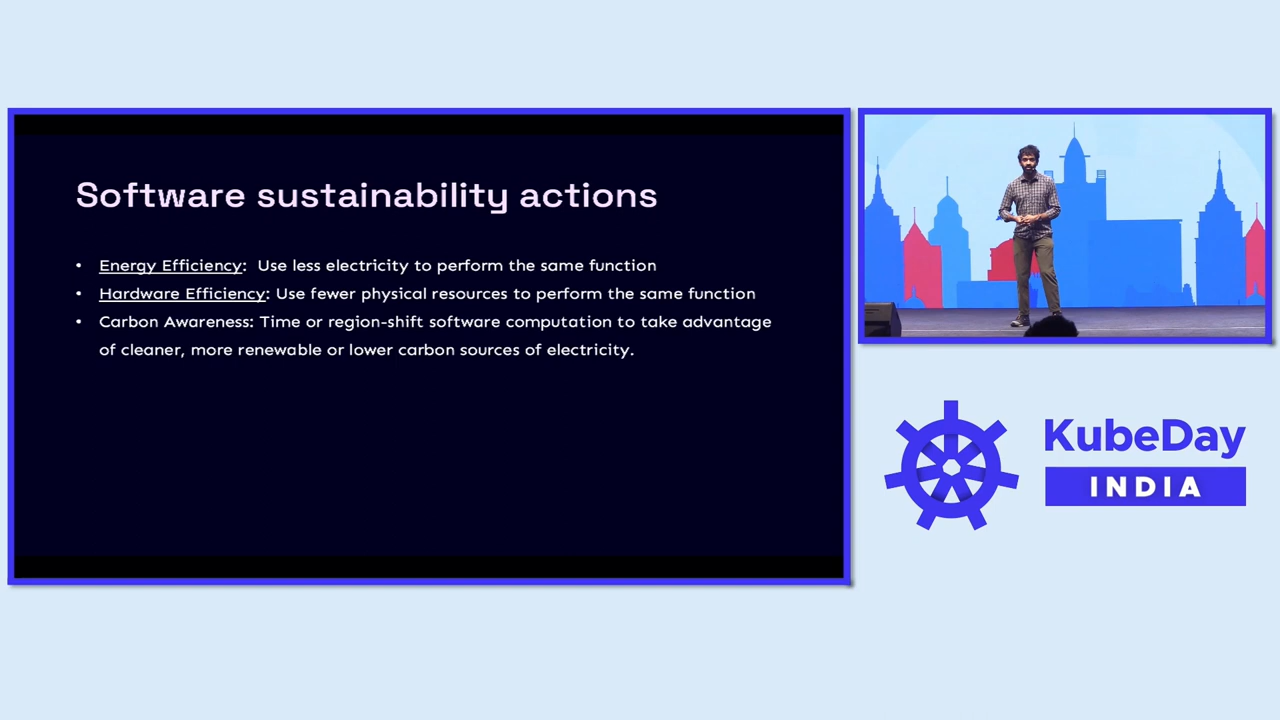 Software sustainability actions
• Energy Efficiency:  Use less electricity to perform the same function
• Hardware Efficiency: Use fewer physical resources to perform the same function
• Carbon Awareness: Time or region-shift software computation to take advantage
of cleaner, more renewable or lower carbon sources of electricity.
KubeDay
INDIA